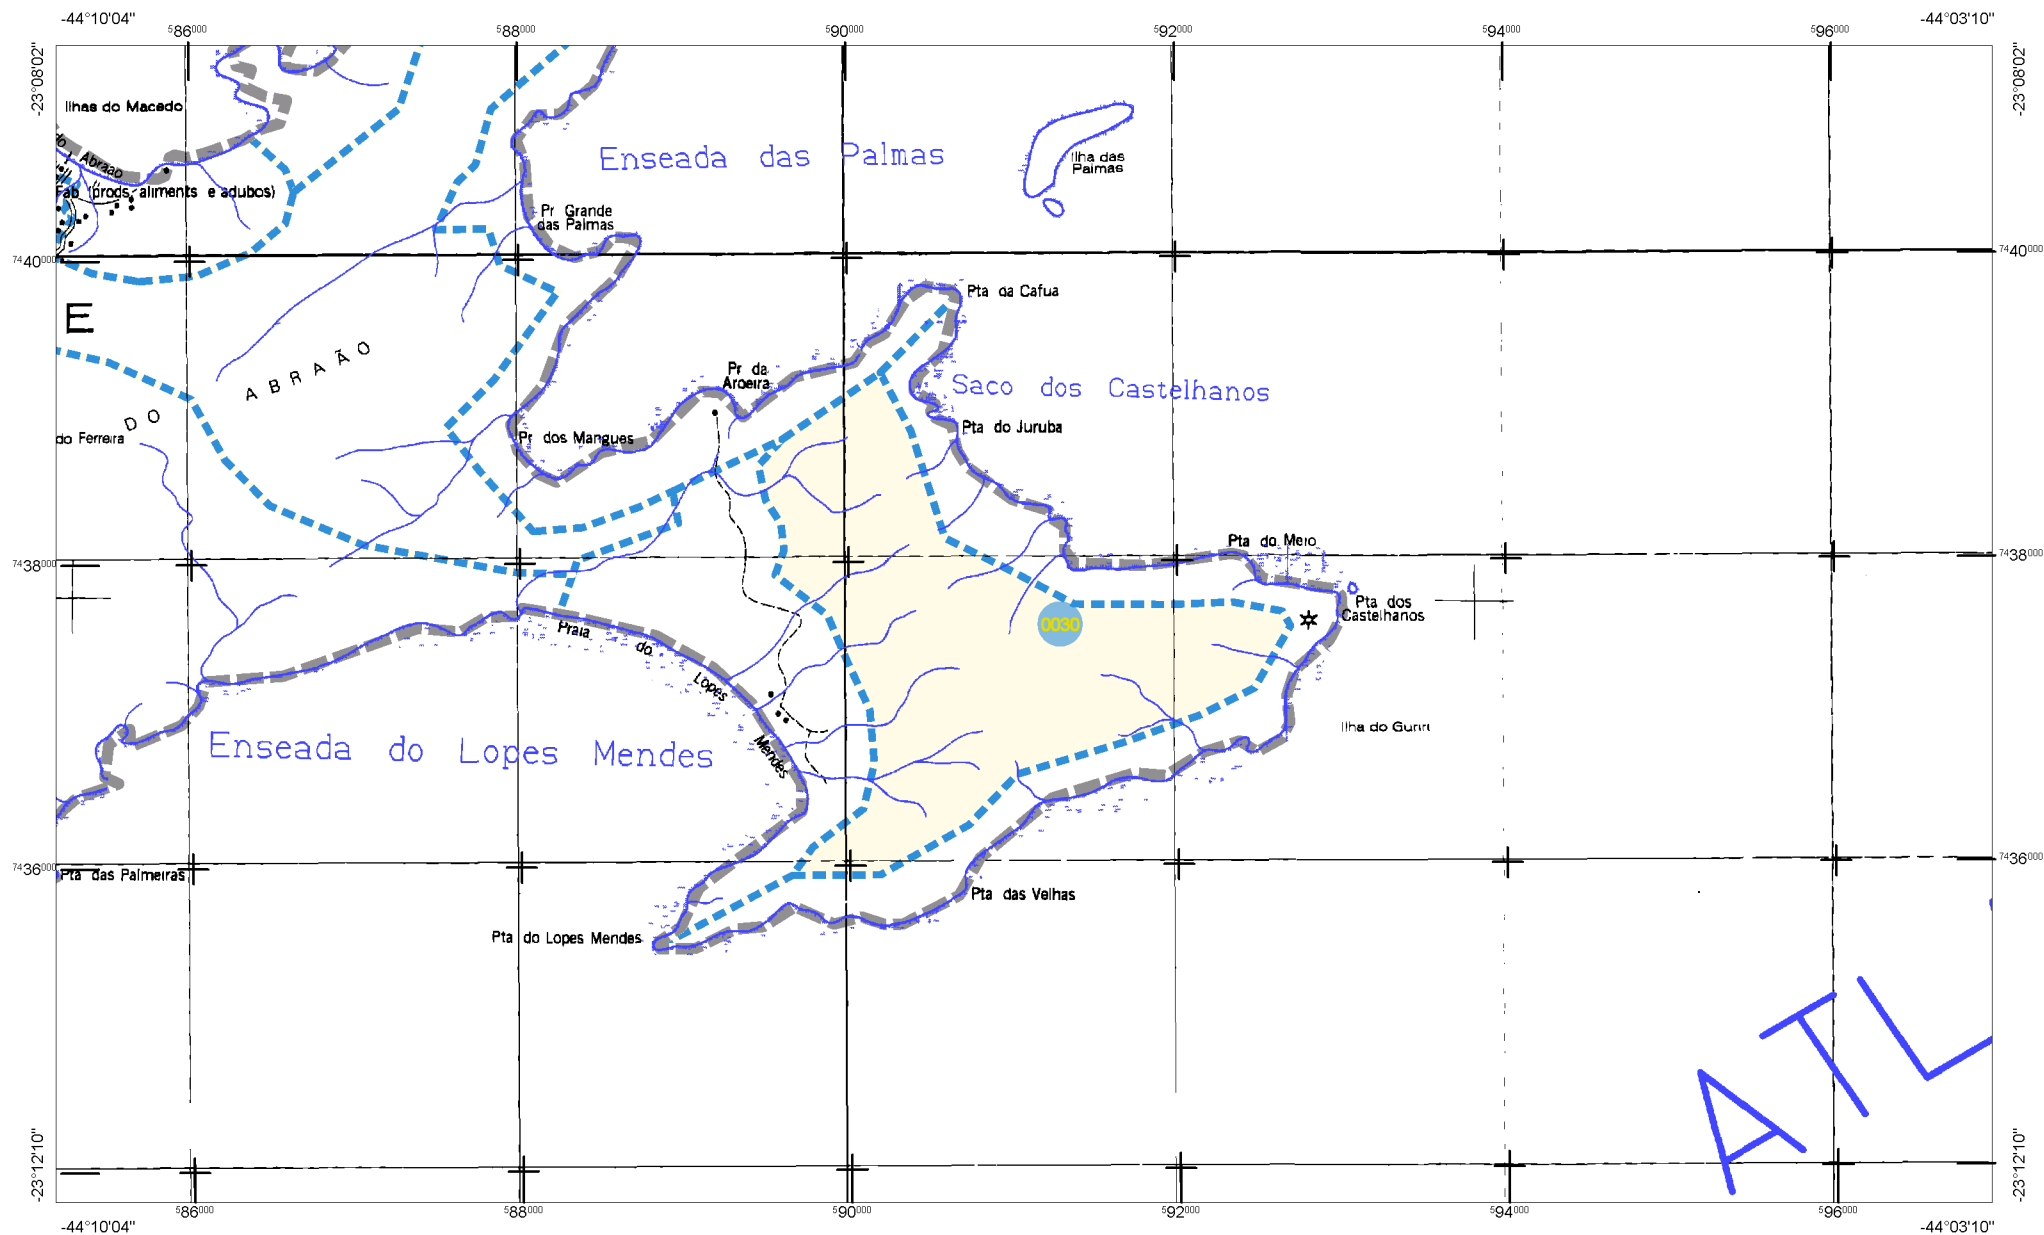 -44°10'04"
-44°03'10"
586000
588000
590000
592000
594000
596000
-23°08'02"
-23°08'02"
Ilhas do Macedo
do
Abraão
Fab (prods aliments e adubos)
Enseada das Palmas
Ilha das
Palmas
Pr Grande
das Palmas
7440000
7440000
E
Pta da Cafua
DO ABRAÃO
Pr da
Aroeira
Saco dos Castelhanos
do Ferreira
Pr dos Mangues
Pta do Juruba
Pta do Meio
7438000
7438000
Pta dos
Castelhanos
0030
Praia do Lopes Mendes
Ilha do Guriri
Enseada do Lopes Mendes
7436000
7436000
Pta das Palmeiras
Pta das Velhas
Pta do Lopes Mendes
ATL
-23°12'10"
-23°12'10"
586000
588000
590000
592000
594000
596000
-44°10'04"
-44°03'10"